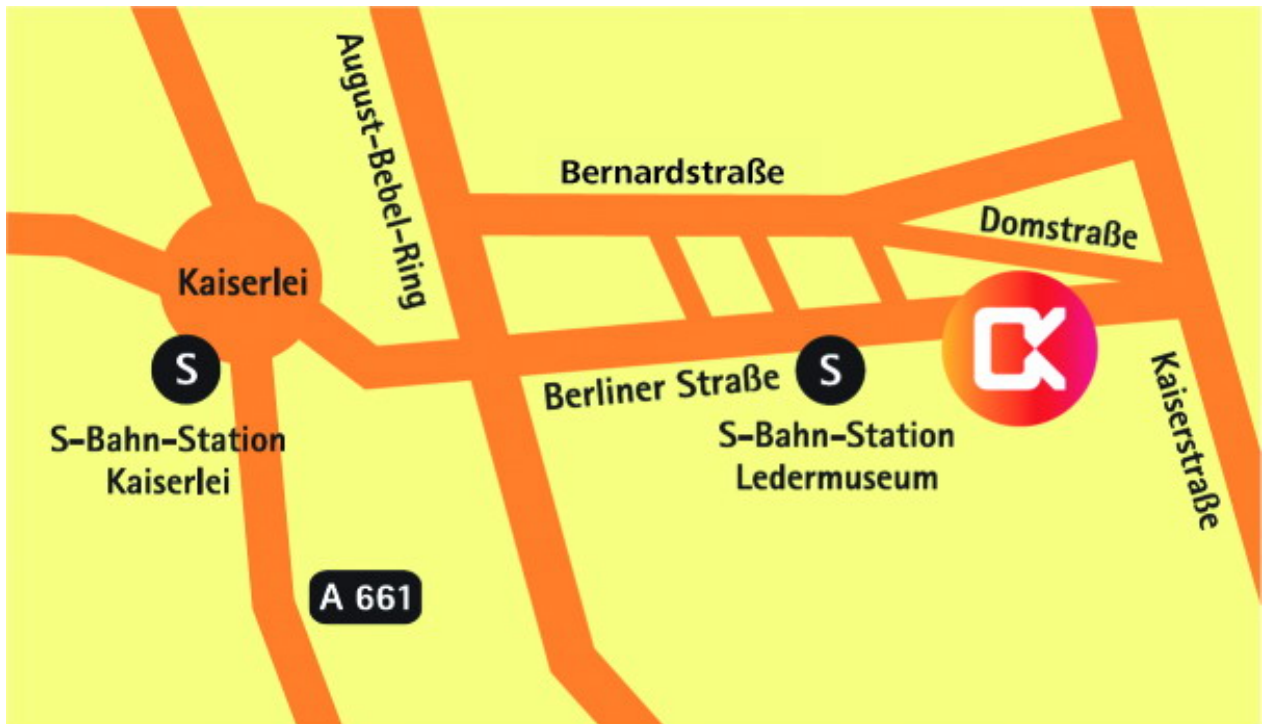 August-Bebel-Ring
Bernardstraße
Domstraße
Kaiserlei
S
S-Bahn-Station
Kaiserlei
Berliner Straße
S
S-Bahn-Station
Ledermuseum
Kaiserstraße
A 661